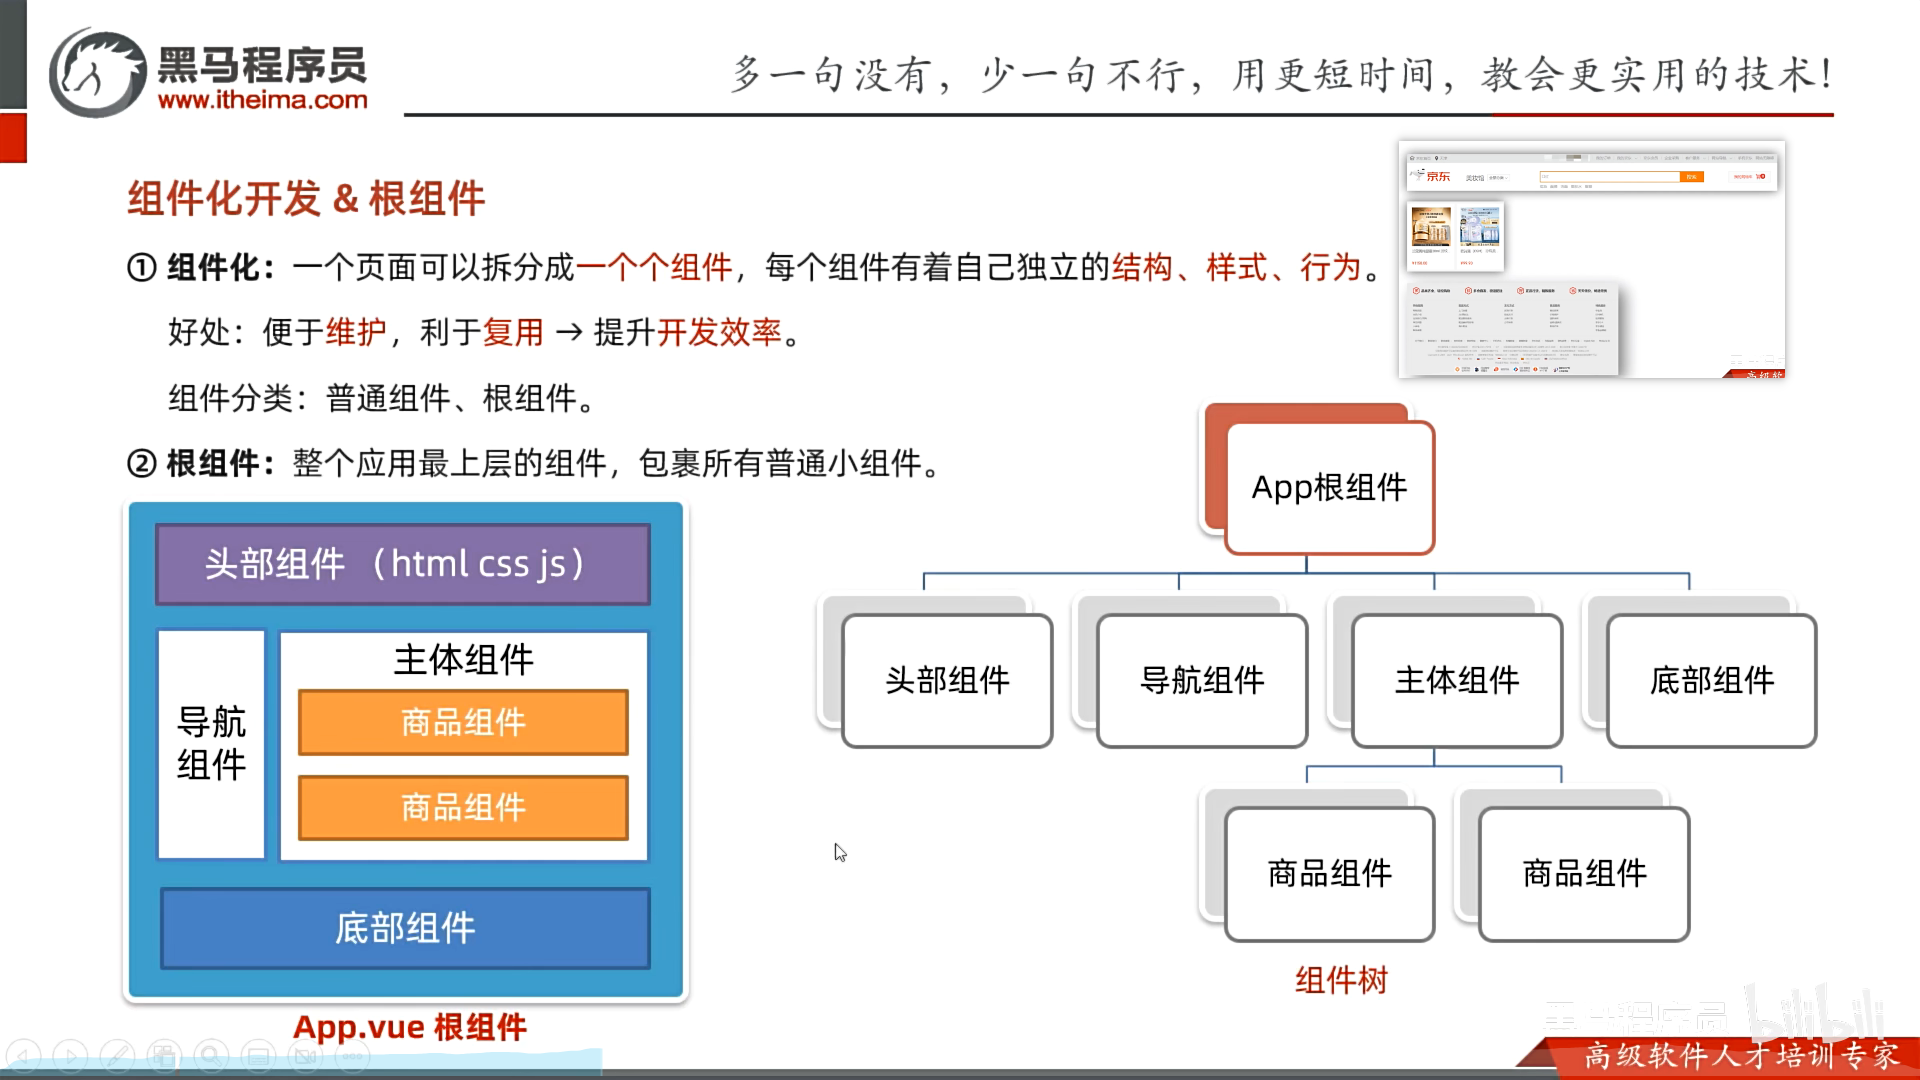 黑马程序员
www.itheima.com
多一句没有，少一句不行，用更短时间，教会更实用的技术！
组件化开发 & 根组件
① 组件化：一个页面可以拆分成一个个组件，每个组件有着自己独立的结构、样式、行为。
好处：便于维护，利于复用 → 提升开发效率。
组件分类：普通组件、根组件。
② 根组件：整个应用最上层的组件，包裹所有普通小组件。
京东
头部组件 （html css js）
导航
组件
主体组件
商品组件
商品组件
底部组件
App.vue 根组件
App根组件
头部组件
导航组件
主体组件
底部组件
商品组件
商品组件
组件树
黑马程序员
bilibili
高级软件人才培训专家